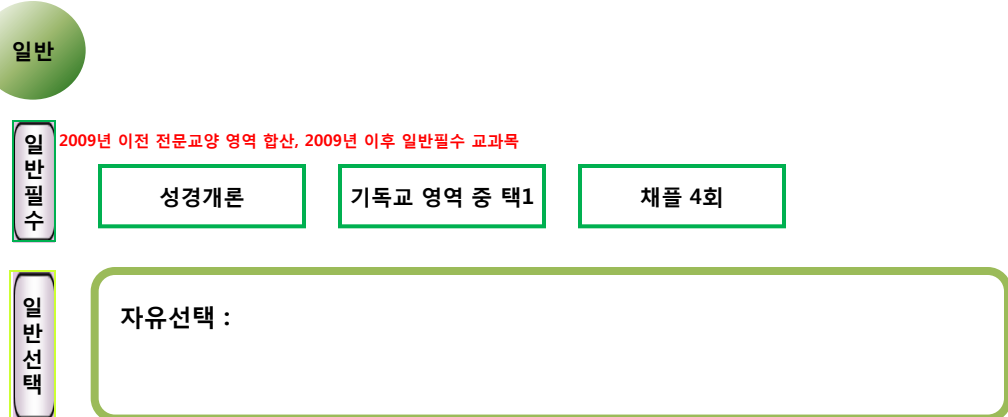 일반
일반필수
2009년 이전 전문교양 영역 합산, 2009년 이후 일반필수 교과목
성경개론
기독교 영역 중 택1
채플 4회
일반선택
자유선택 :